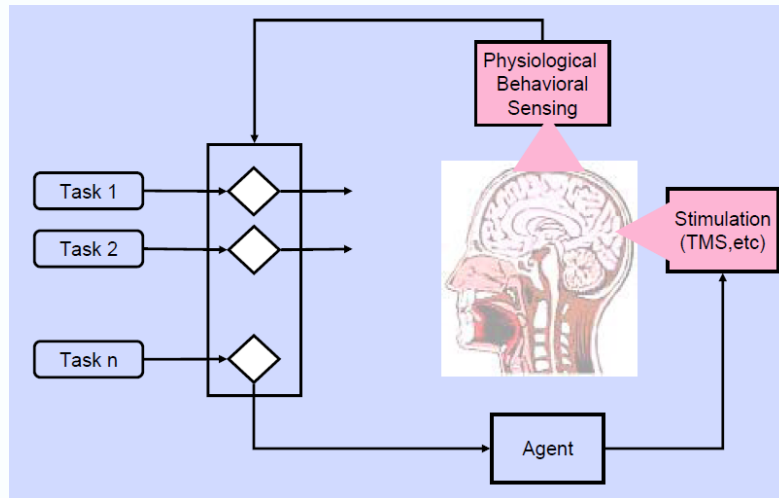 Physiological
Behavioral
Sensing
Task 1
Task 2
Stimulation
(TMS,etc)
Task n
Agent